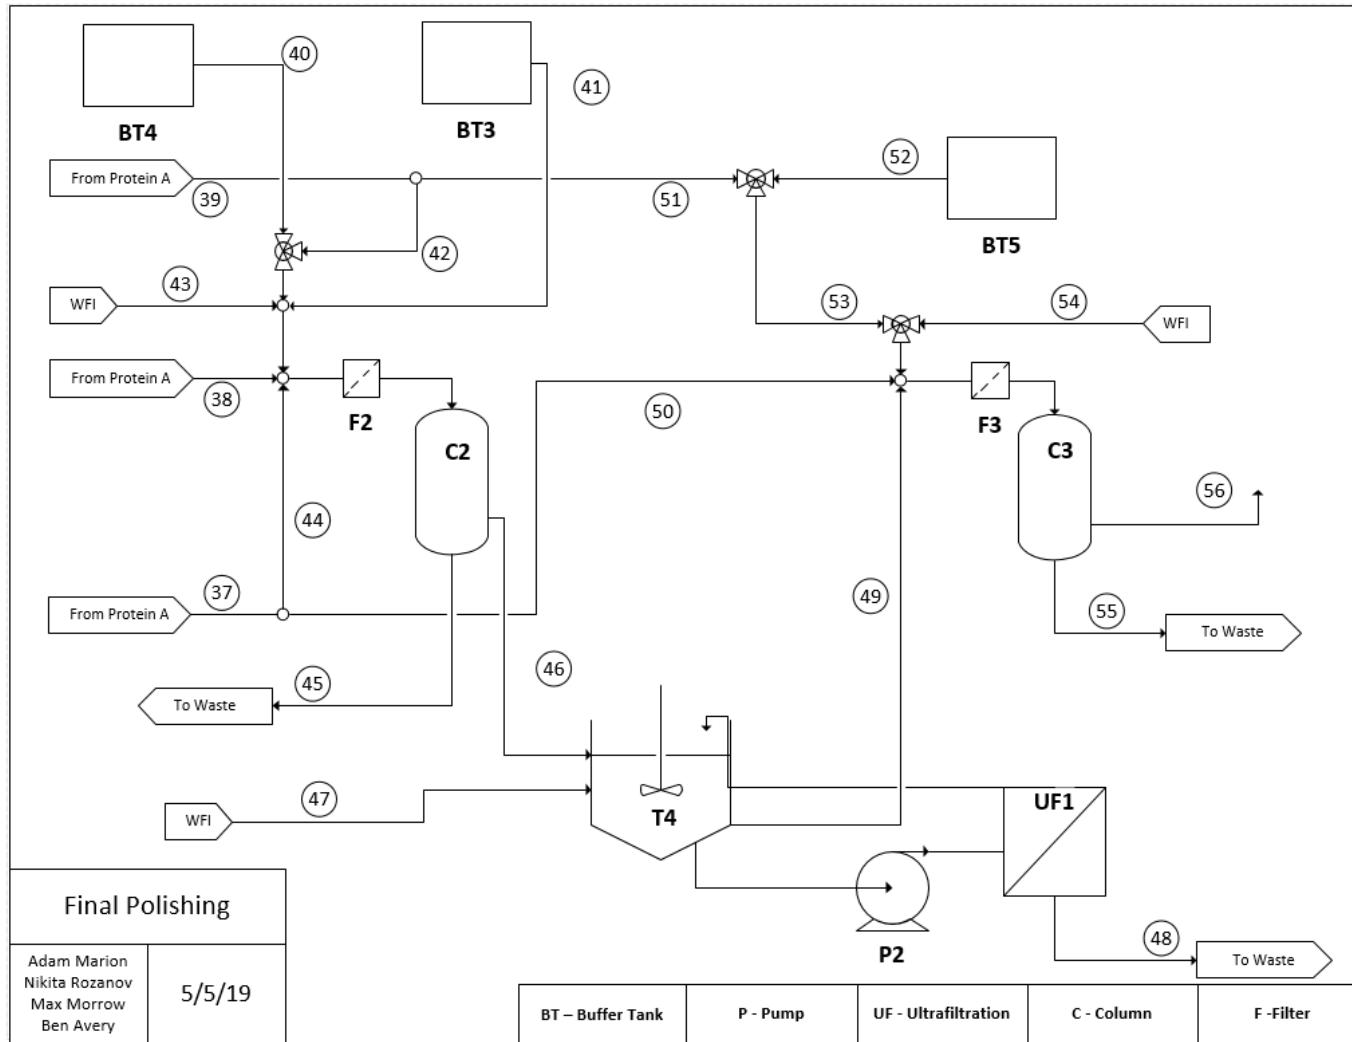 40
41
BT4
BT3
From Protein A
39
51
52
BT5
42
43
WFI
53
54
WFI
From Protein A
38
F2
50
F3
C2
C3
56
44
37
From Protein A
49
55
To Waste
46
45
To Waste
47
WFI
T4
UF1
48
To Waste
P2
Final Polishing
Adam Marion
Nikita Rozanov
Max Morrow
Ben Avery
5/5/19
BT – Buffer Tank
P - Pump
UF - Ultrafiltration
C - Column
F -Filter